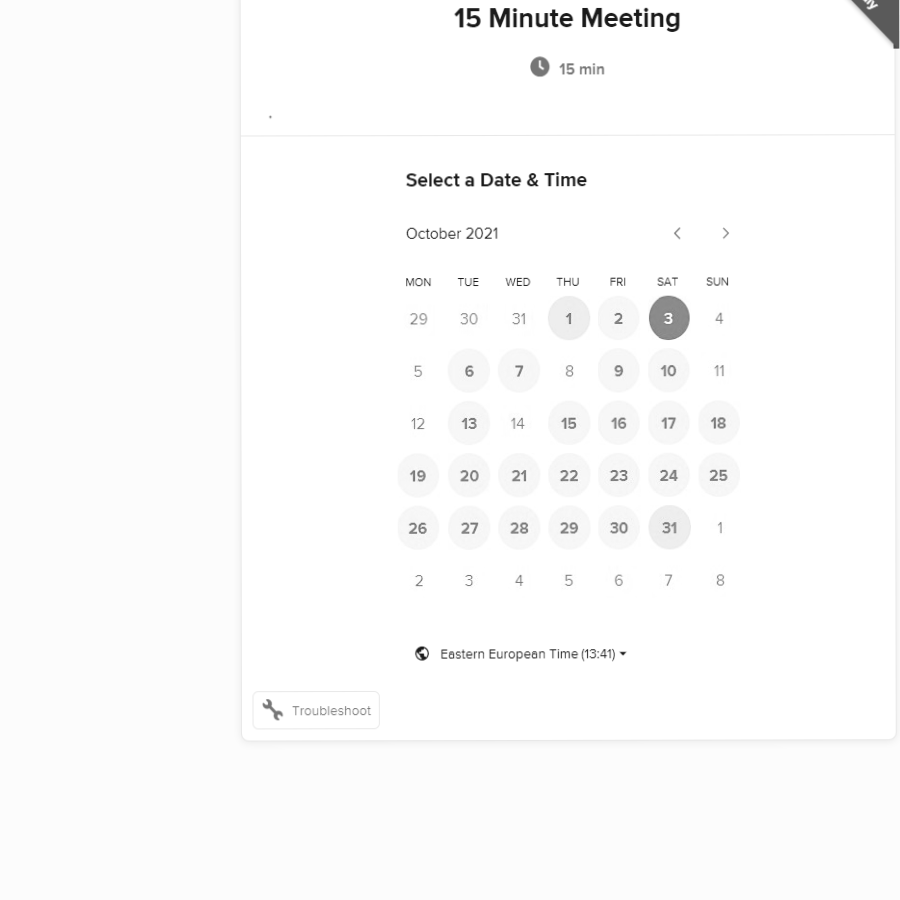 15 Minute Meeting
15 min
.
Select a Date & Time
October 2021
MON TUE WED THU FRI SAT SUN
29 30 31 1 2 3 4
5 6 7 8 9 10 11
12 13 14 15 16 17 18
19 20 21 22 23 24 25
26 27 28 29 30 31 1
2 3 4 5 6 7 8
Eastern European Time (13:41)
Troubleshoot